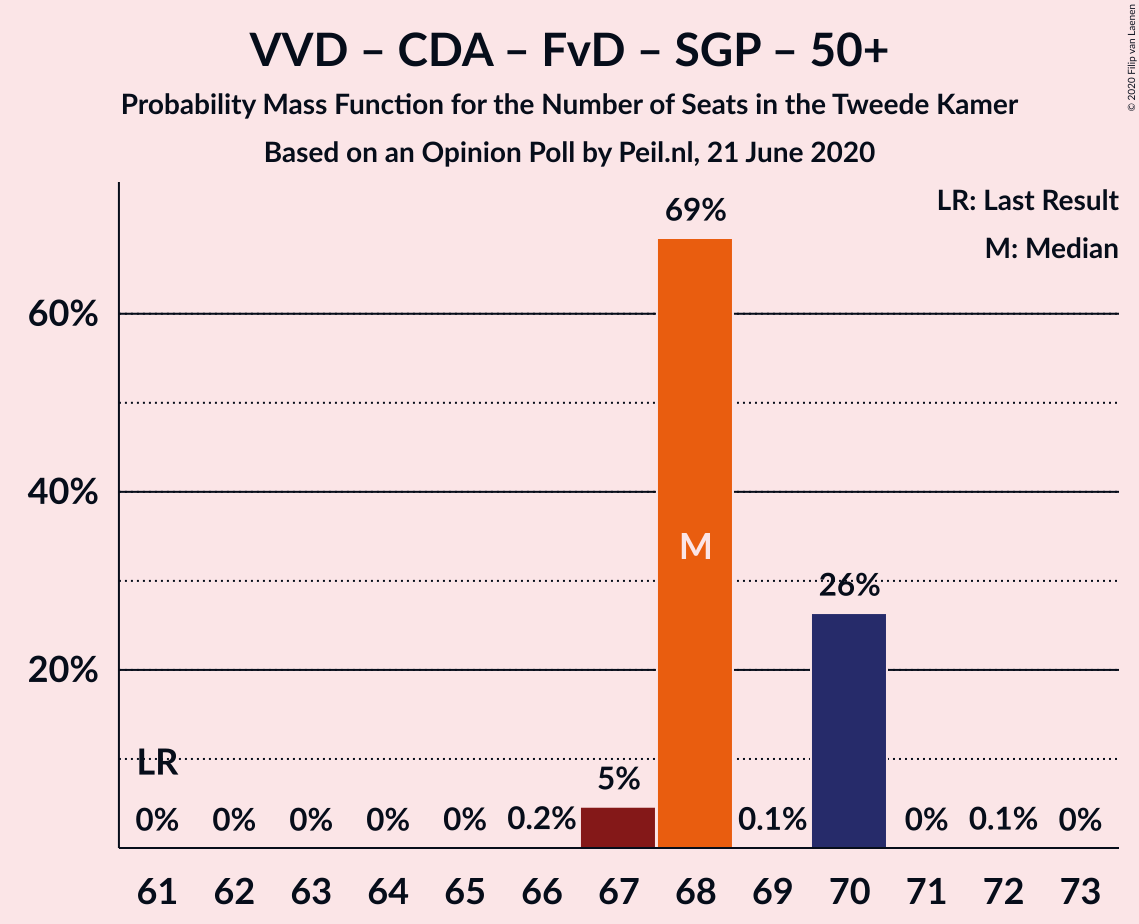 VVD – CDA – FvD – SGP – 50+
Probability Mass Function for the Number of Seats in the Tweede Kamer
Based on an Opinion Poll by Peil.nl, 21 June 2020
© 2020 Filip van Laenen
LR: Last Result
M: Median
69%
60%
40%
M
26%
20%
LR
5%
0% 0% 0% 0% 0% 0.2% 0.1% 0% 0.1% 0%
61 62 63 64 65 66 67 68 69 70 71 72 73